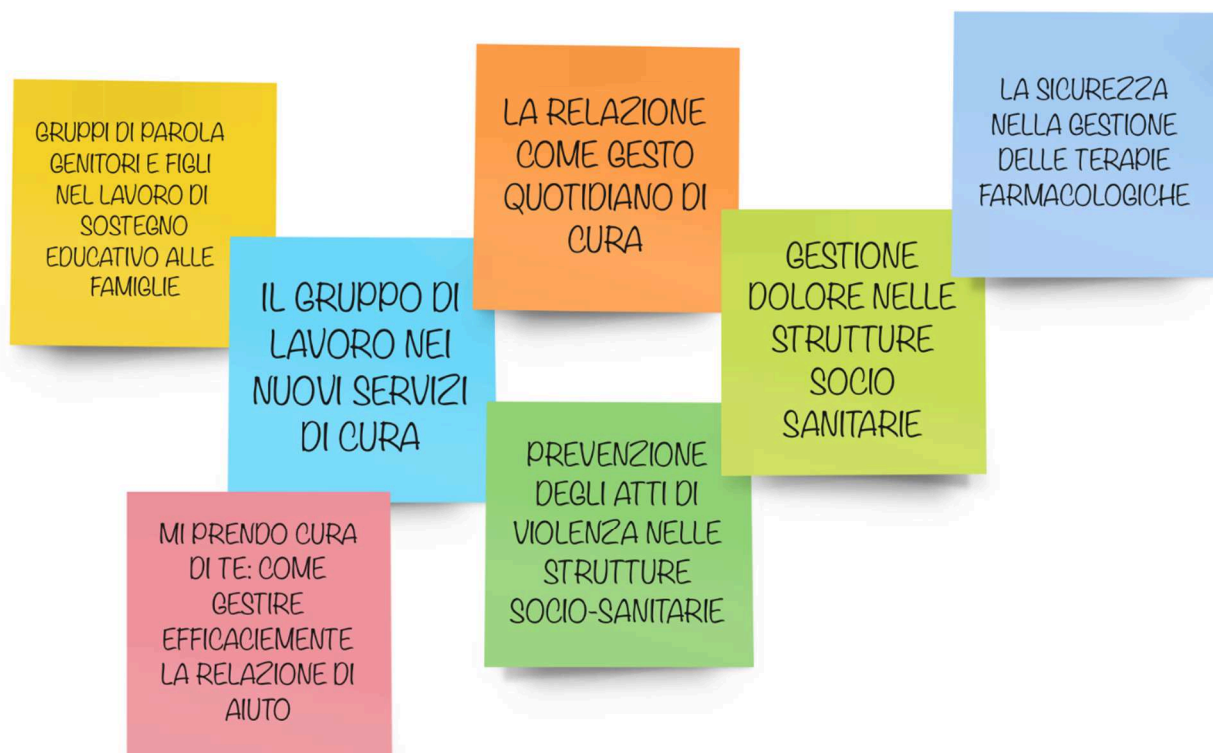 GRUPPI DI PAROLA
GENITORI E FIGLI
NEL LAVORO DI
SOSTEGNO
EDUCATIVO ALLE
FAMIGLIE
IL GRUPPO DI
LAVORO NEI
NUOVI SERVIZI
DI CURA
LA RELAZIONE
COME GESTO
QUOTIDIANO DI
CURA
LA SICUREZZA
NELLA GESTIONE
DELLE TERAPIE
FARMACOLOGICHE
GESTIONE
DOLORE NELLE
STRUTTURE
SOCIO
SANITARIE
PREVENZIONE
DEGLI ATTI DI
VIOLENZA NELLE
STRUTTURE
SOCIO-SANITARIE
MI PRENDO CURA
DI TE: COME
GESTIRE
EFFICACIEMENTE
LA RELAZIONE DI
AIUTO